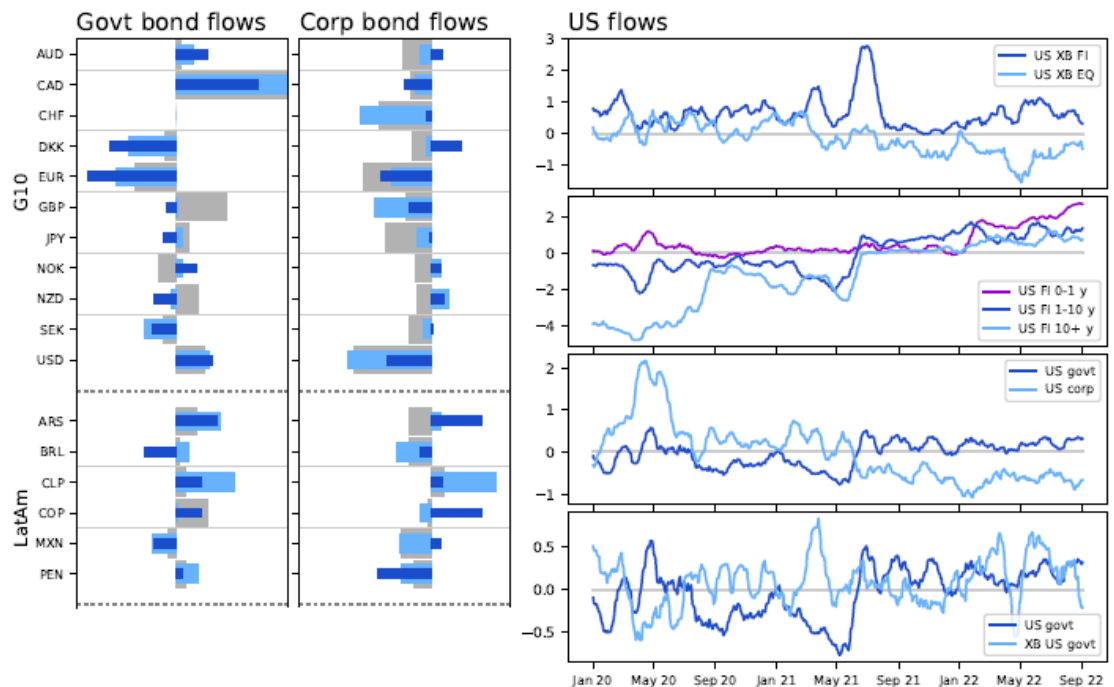 Govt bond flows
Corp bond flows
US flows
G10
AUD
CAD
CHF
DKK
EUR
GBP
JPY
NOK
NZD
SEK
USD
LatAm
ARS
BRL
CLP
COP
MXN
PEN
3
2
1
0
−1
US XB FI
US XB EQ
2
0
−2
−4
US FI 0-1 y
US FI 1-10 y
US FI 10+ y
2
1
0
−1
US govt
US corp
0.5
0.0
−0.5
US govt
XB US govt
Jan 20 May 20 Sep 20 Jan 21 May 21 Sep 21 Jan 22 May 22 Sep 22